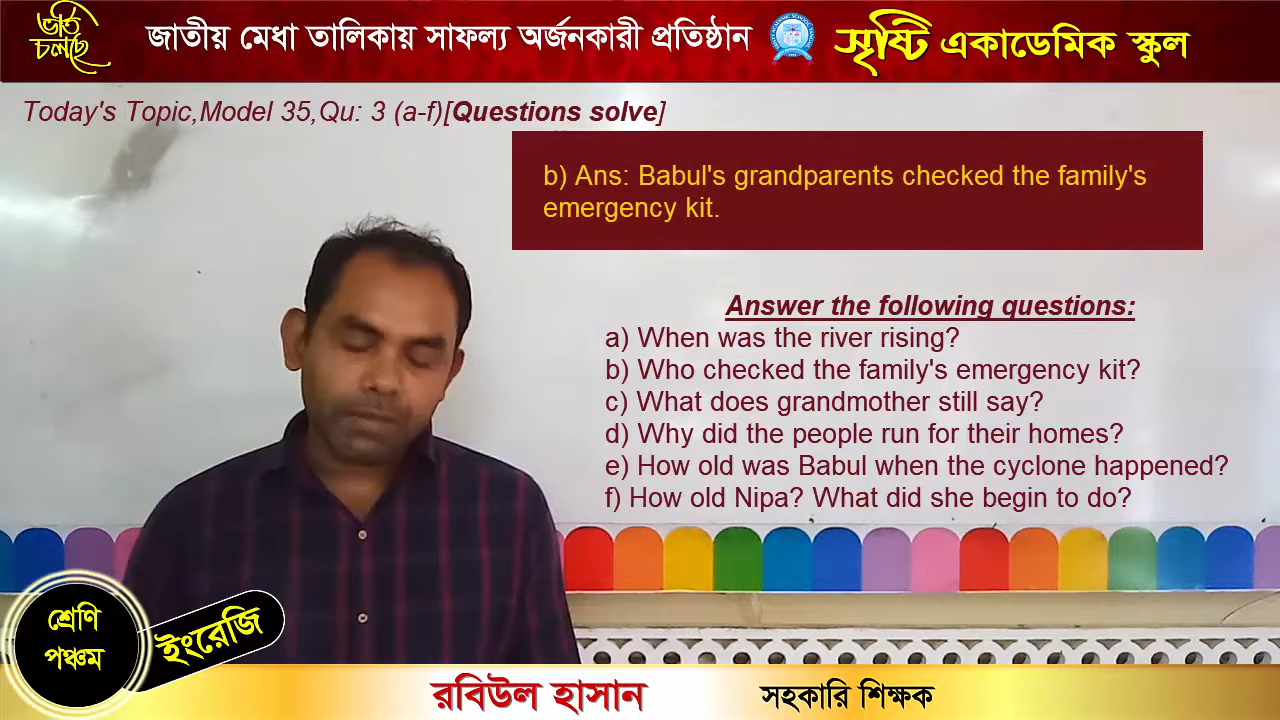 ভর্তি
চলছে
জাতীয় মেধা তালিকায় সাফল্য অর্জনকারী প্রতিষ্ঠান সৃষ্টি একাডেমিক স্কুল
Today's Topic,Model 35,Qu: 3 (a-f)[Questions solve]
b) Ans: Babul's grandparents checked the family's
emergency kit.
Answer the following questions:
a) When was the river rising?
b) Who checked the family's emergency kit?
c) What does grandmother still say?
d) Why did the people run for their homes?
e) How old was Babul when the cyclone happened?
f) How old Nipa? What did she begin to do?
শ্রেণি
পঞ্চম
ইংরেজি
রবিউল হাসান সহকারি শিক্ষক